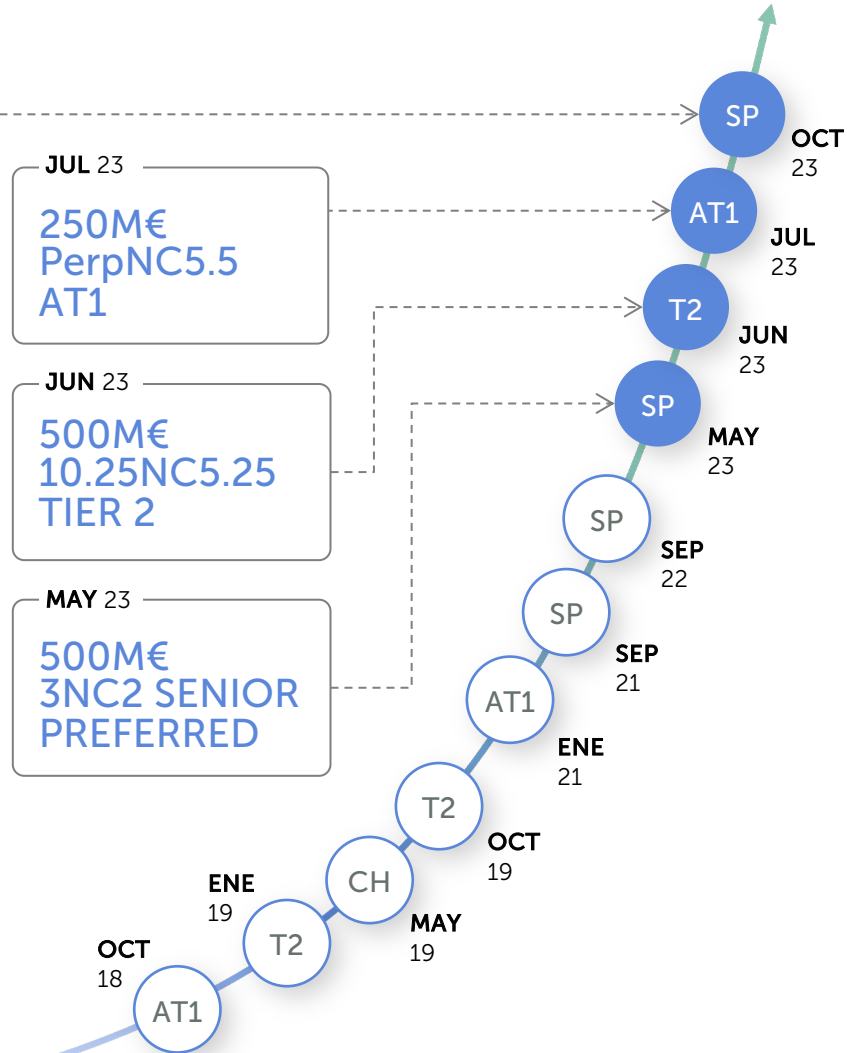 SP
OCT
23
JUL 23
250M€
PerpNC5.5
AT1
AT1
JUL
23
T2
JUN
23
JUN 23
500M€
10.25NC5.25
TIER 2
SP
MAY
23
SP
SEP
22
MAY 23
500M€
3NC2 SENIOR
PREFERRED
SP
SEP
21
AT1
ENE
21
T2
OCT
19
CH
MAY
19
ENE
19
T2
OCT
18
AT1